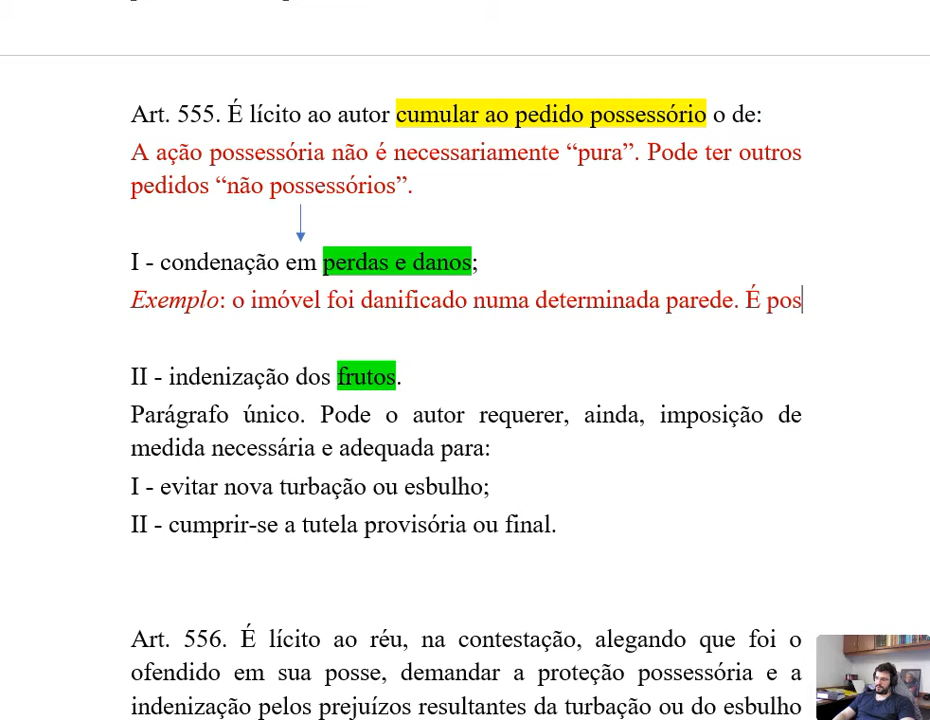 Art. 555. É lícito ao autor cumular ao pedido possessório o de:
A ação possessória não é necessariamente “pura”. Pode ter outros
pedidos “não possessórios”.
I - condenação em perdas e danos;
Exemplo: o imóvel foi danificado numa determinada parede. É pos
II - indenização dos frutos.
Parágrafo único. Pode o autor requerer, ainda, imposição de
medida necessária e adequada para:
I - evitar nova turbação ou esbulho;
II - cumprir-se a tutela provisória ou final.
Art. 556. É lícito ao réu, na contestação, alegando que foi o
ofendido em sua posse, demandar a proteção possessória e a
indenização pelos prejuízos resultantes da turbação ou do esbulho